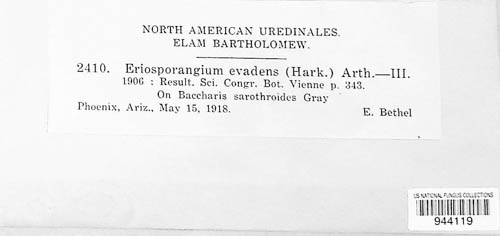 NORTH AMERICAN UREDINALES.
ELAM BARTHOLOMEW.
2410. Eriosporangium evadens (Hark.) Arth.—III.
1906 : Result. Sci. Congr. Bot. Vienne p. 343.
On Baccharis sarothroides Gray
Phoenix, Ariz., May 15, 1918. E. Bethel
US NATIONAL FUNGUS COLLECTIONS
944119